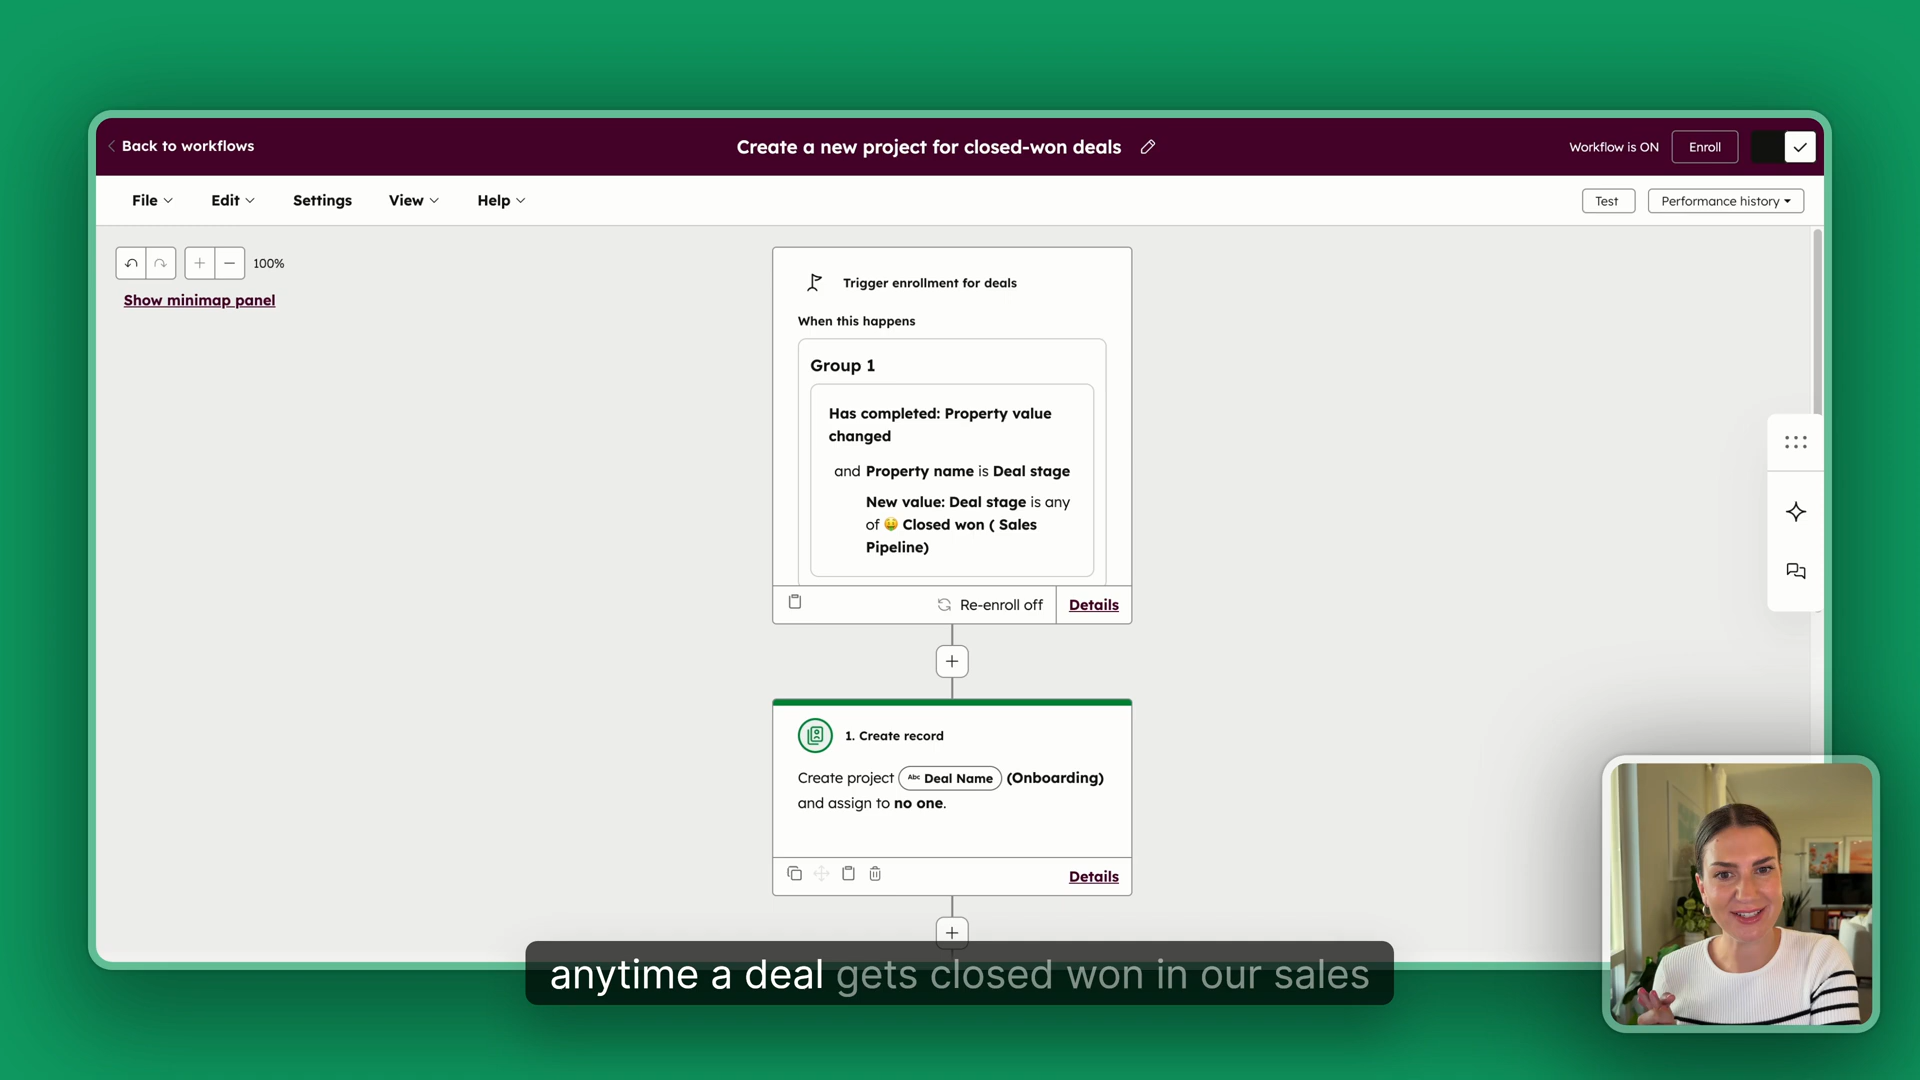 Back to workflows
Create a new project for closed-won deals
Workflow is ON
Enroll
File
Edit
Settings
View
Help
Test
Performance history
100%
Show minimap panel
Trigger enrollment for deals
When this happens
Group 1
Has completed: Property value
changed
and Property name is Deal stage
New value: Deal stage is any
of 🤑 Closed won ( Sales
Pipeline)
Re-enroll off
Details
1. Create record
Create project Abc Deal Name (Onboarding)
and assign to no one.
Details
anytime a deal gets closed won in our sales